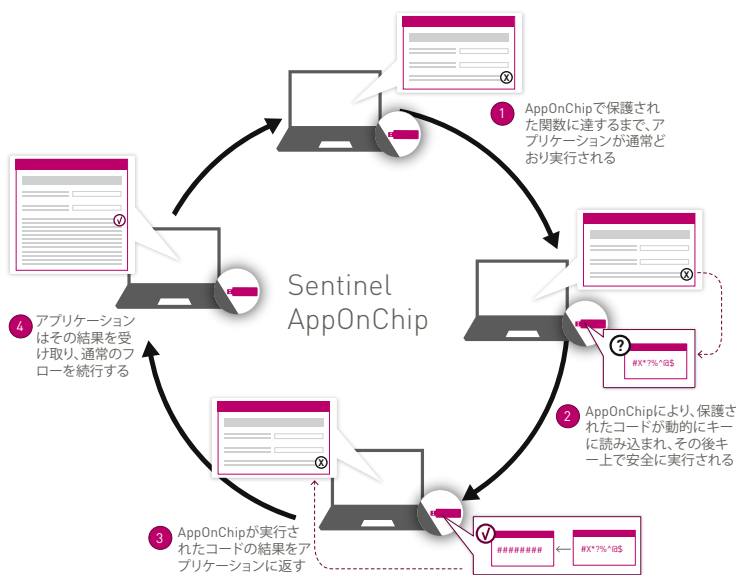 1
AppOnChipで保護され
た関数に達するまで、ア
プリケーションが通常ど
おり実行される
Sentinel
AppOnChip
?
#X*?%^@$
2
AppOnChipにより、保護さ
れたコードが動的にキー
に読み込まれ、その後キ
ー上で安全に実行される
3
AppOnChipが実行さ
れたコードの結果をア
プリケーションに返す
########
#X*?%^@$
4
アプリケーション
はその結果を受
け取り、通常のフ
ローを続行する